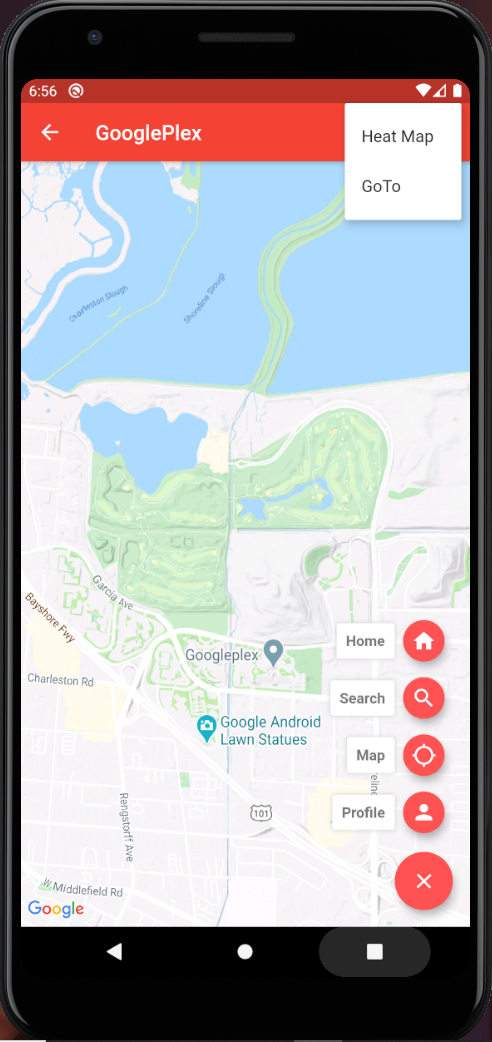 6:56
GooglePlex
Heat Map
GoTo
Charleston Slough
Shoreline Slough
Garcia Ave
Bayshore Fwy
Googleplex
Home
Charleston Rd
Search
Google Android
Lawn Statues
Map
Rengstorff Ave
101
Profile
W Middlefield Rd
Google